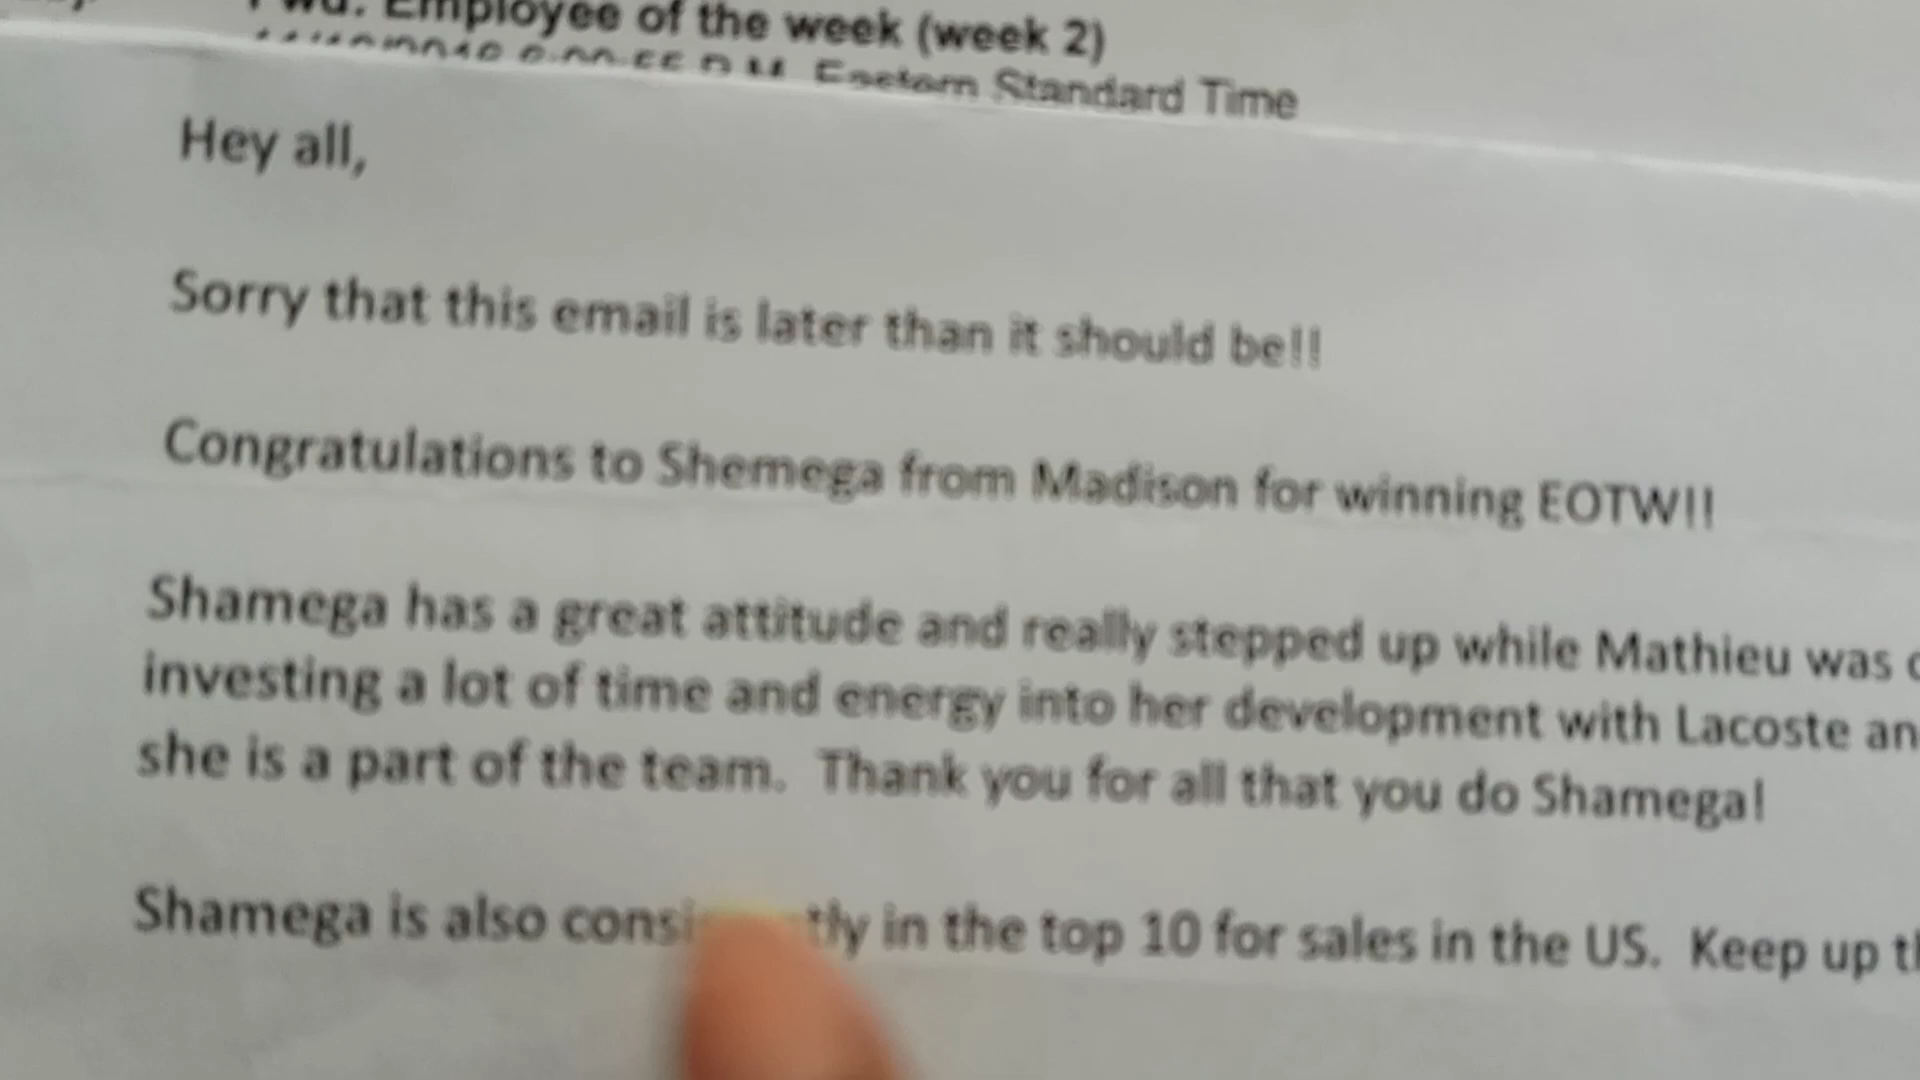 Fwd: Employee of the week (week 2)
Eastern Standard Time
Hey all,
Sorry that this email is later than it should be!!
Congratulations to Shemega from Madison for winning EOTW!!
Shamega has a great attitude and really stepped up while Mathieu was
investing a lot of time and energy into her development with Lacoste
she is a part of the team. Thank you for all that you do Shamega!
Shamega is also in the top 10 for sales in the US. Keep up